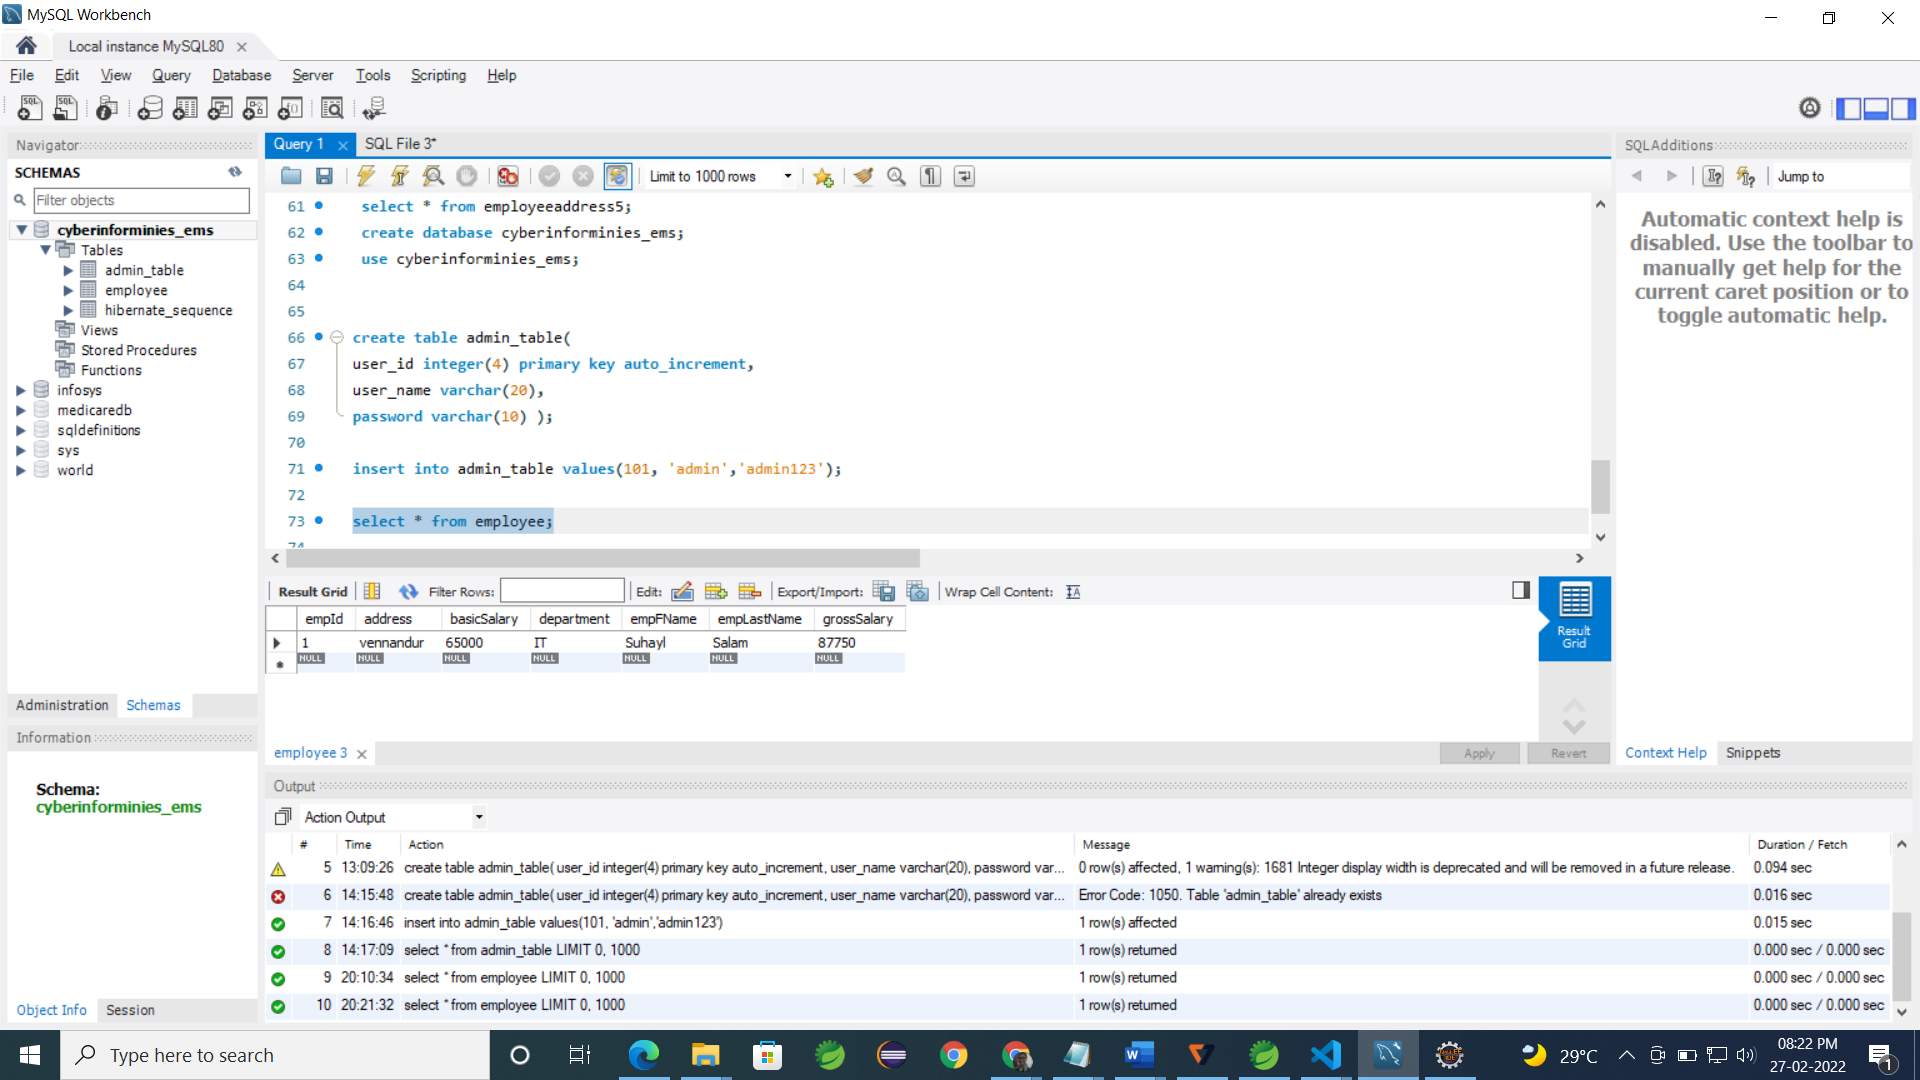 MySQL Workbench
Local instance MySQL80
File Edit View Query Database Server Tools Scripting Help
Navigator
SCHEMAS
Filter objects
cyberinforminies_ems
Tables
admin_table
employee
hibernate_sequence
Views
Stored Procedures
Functions
infosys
medicaredb
sqldefinitions
sys
world
Administration Schemas
Information
Schema:
cyberinforminies_ems
Object Info Session
Query 1 SQL File 3*
Limit to 1000 rows
61 select * from employeeaddress5;
62 create database cyberinforminies_ems;
63 use cyberinforminies_ems;
64
65
66 create table admin_table(
67 user_id integer(4) primary key auto_increment,
68 user_name varchar(20),
69 password varchar(10) );
70
71 insert into admin_table values(101, 'admin','admin123');
72
73 select * from employee;
74
Result Grid Filter Rows: Edit: Export/Import: Wrap Cell Content:
empId address basicSalary department empFName empLastName grossSalary
1 vennandur 65000 IT Suhayl Salam 87750
NULL NULL NULL NULL NULL NULL NULL
Result
Grid
employee 3
Apply Revert
SQLAdditions
Jump to
Automatic context help is
disabled. Use the toolbar to
manually get help for the
current caret position or to
toggle automatic help.
Context Help Snippets
Output
Action Output
# Time Action Message Duration / Fetch
5 13:09:26 create table admin_table( user_id integer(4) primary key auto_increment, user_name varchar(20), password var... 0 row(s) affected, 1 warning(s): 1681 Integer display width is deprecated and will be removed in a future release. 0.094 sec
6 14:15:48 create table admin_table( user_id integer(4) primary key auto_increment, user_name varchar(20), password var... Error Code: 1050. Table 'admin_table' already exists 0.016 sec
7 14:16:46 insert into admin_table values(101, 'admin','admin123') 1 row(s) affected 0.015 sec
8 14:17:09 select * from admin_table LIMIT 0, 1000 1 row(s) returned 0.000 sec / 0.000 sec
9 20:10:34 select * from employee LIMIT 0, 1000 1 row(s) returned 0.000 sec / 0.000 sec
10 20:21:32 select * from employee LIMIT 0, 1000 1 row(s) returned 0.000 sec / 0.000 sec
Type here to search
29°C
08:22 PM
27-02-2022
1